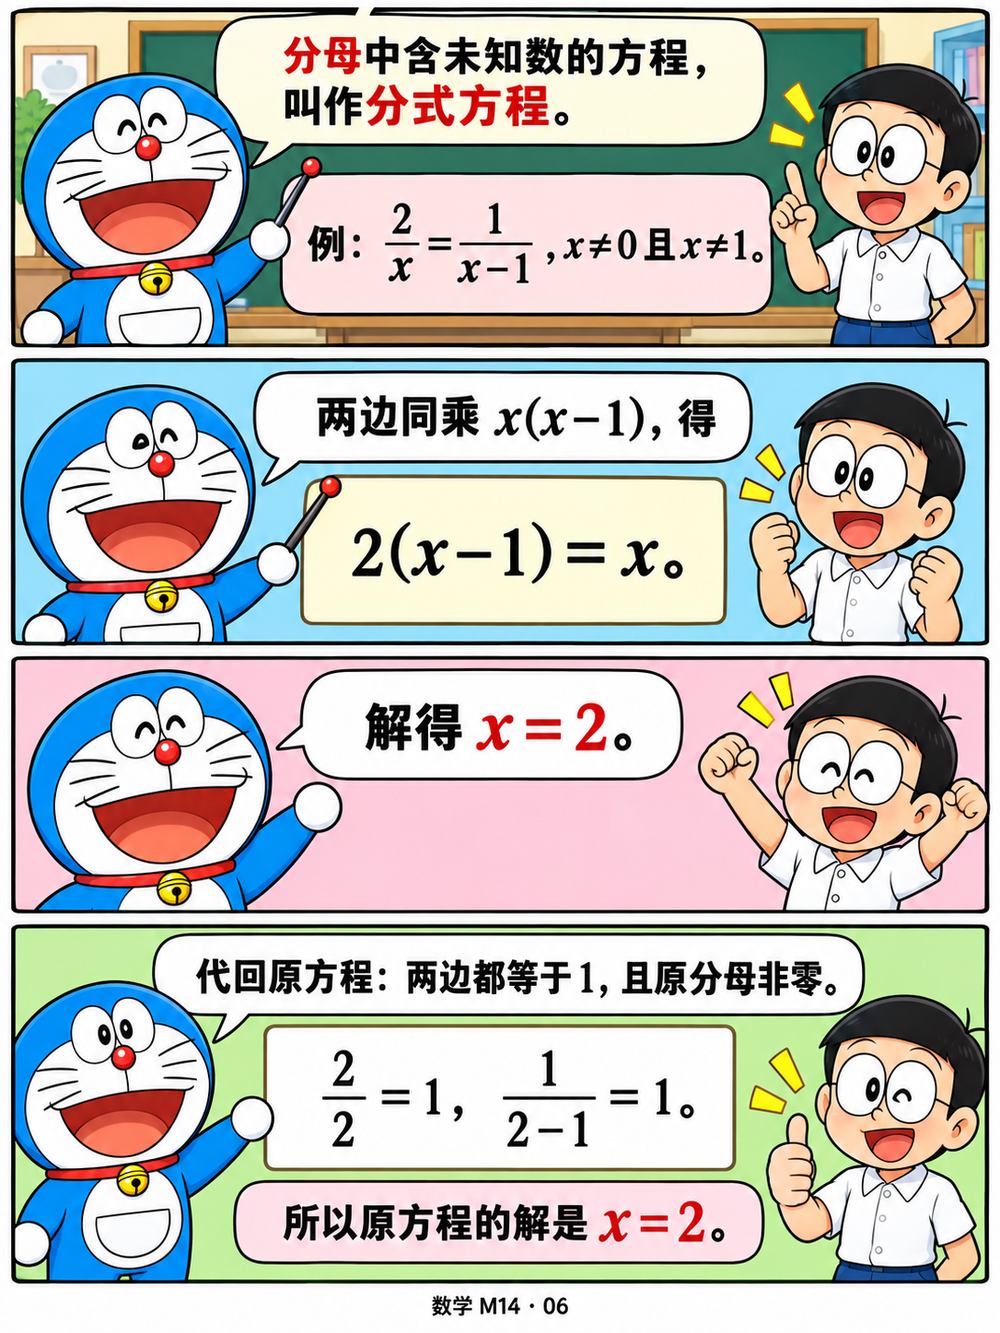 分母中含未知数的方程，
叫作分式方程。
例：2/x = 1/(x−1)，x≠0且x≠1。
两边同乘 x(x−1)，得
2(x−1) = x。
解得 x = 2。
代回原方程：两边都等于1，且原分母非零。
2/2 = 1，1/(2−1) = 1。
所以原方程的解是 x = 2。
数学 M14 · 06